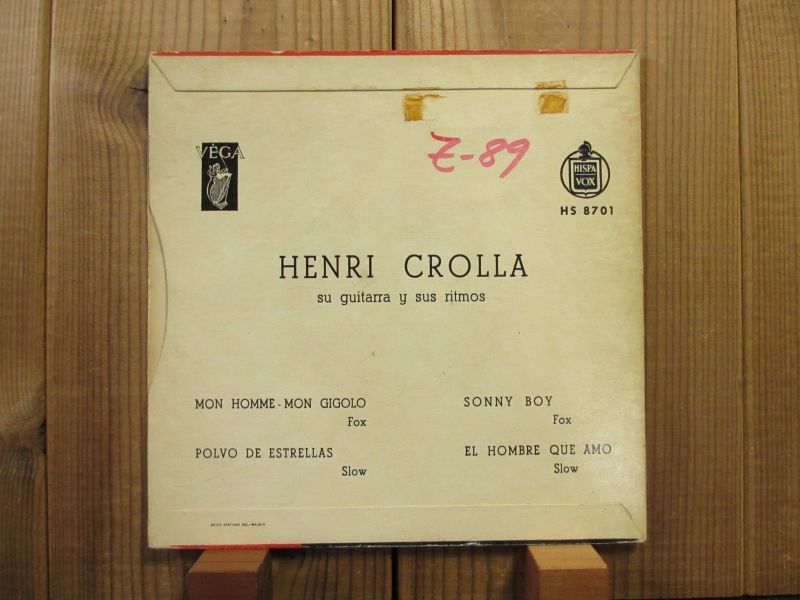 VÈGA
Z-89
HISPA
VOX
HS 8701
HENRI CROLLA
su guitarra y sus ritmos
MON HOMME - MON GIGOLO
Fox
POLVO DE ESTRELLAS
Slow
SONNY BOY
Fox
EL HOMBRE QUE AMO
Slow